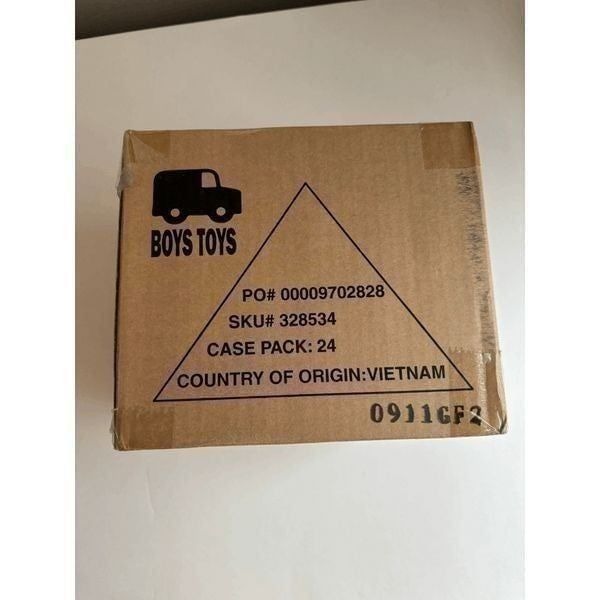 BOYS TOYS
PO# 00009702828
SKU# 328534
CASE PACK: 24
COUNTRY OF ORIGIN:VIETNAM
0911GF2